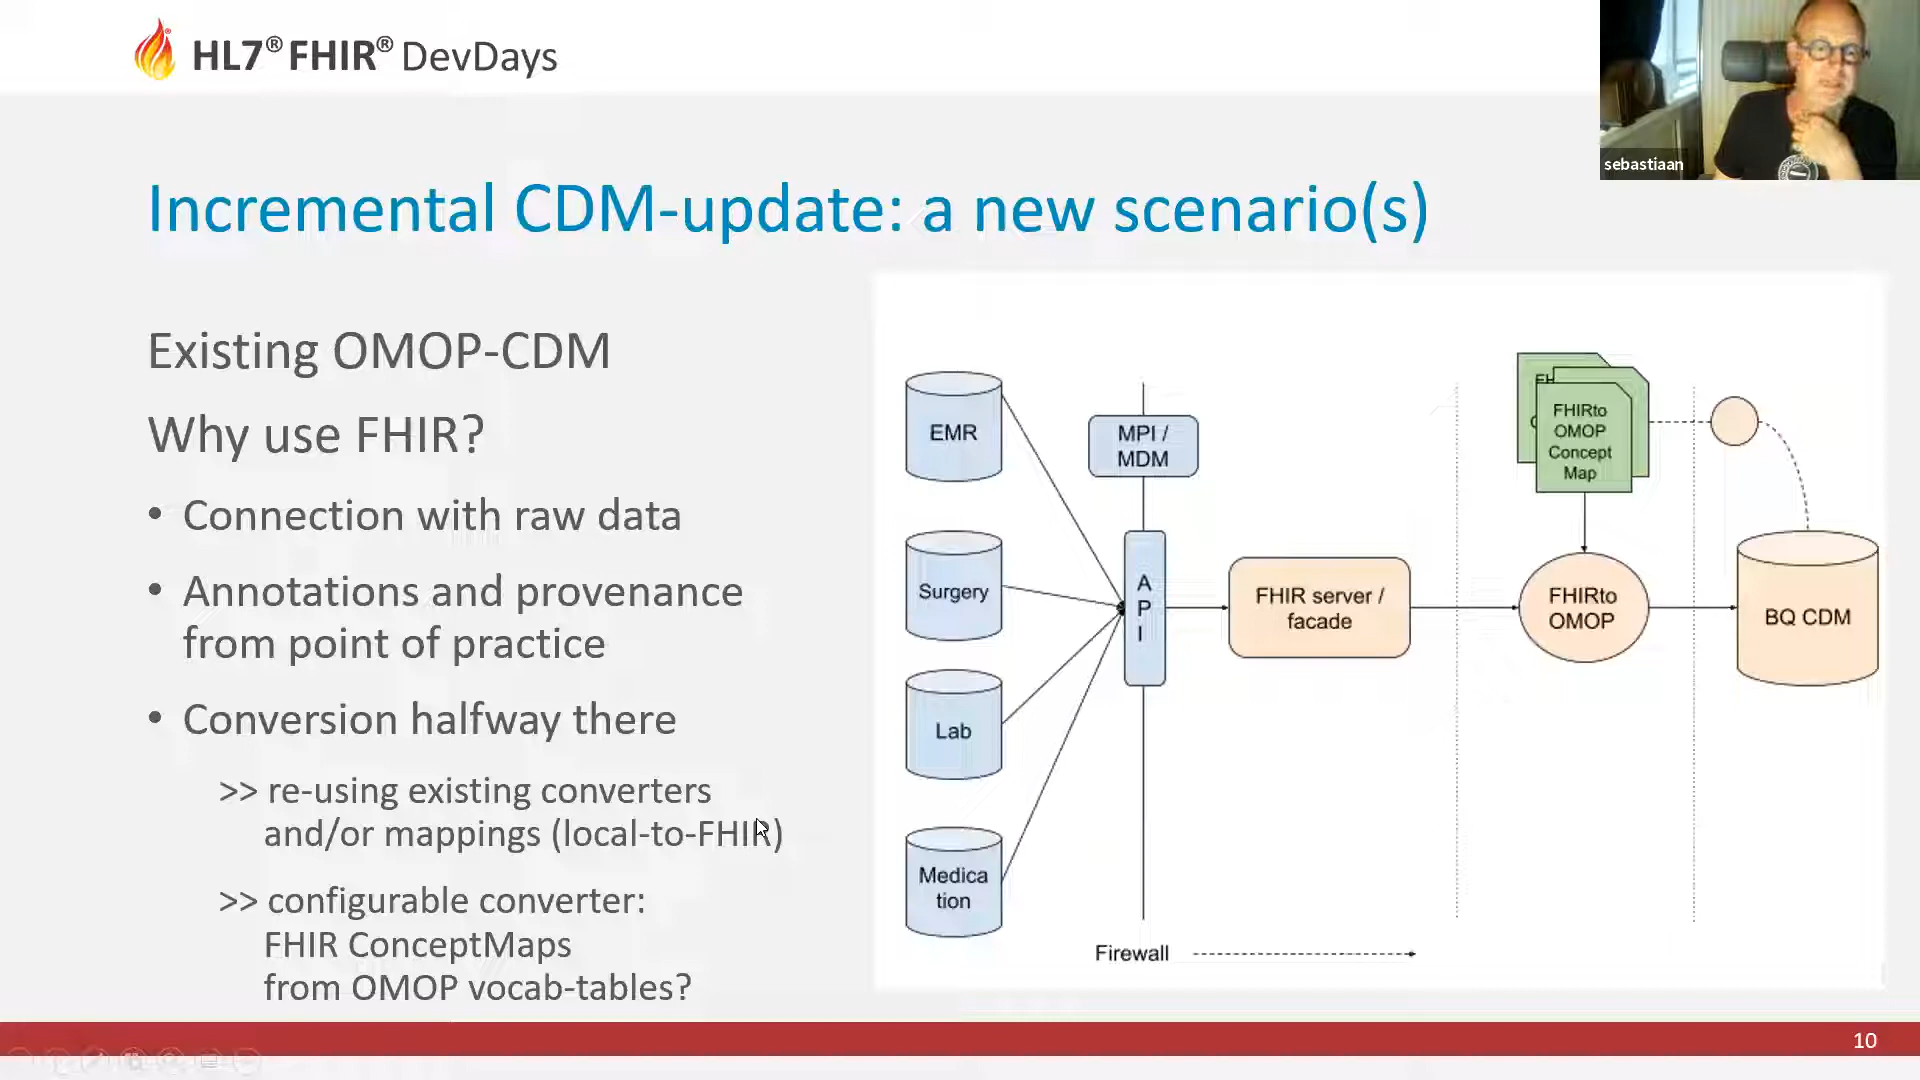 HL7® FHIR® DevDays
sebastiaan
Incremental CDM-update: a new scenario(s)
Existing OMOP-CDM
Why use FHIR?
• Connection with raw data
• Annotations and provenance
from point of practice
• Conversion halfway there
>> re-using existing converters
and/or mappings (local-to-FHIR)
>> configurable converter:
FHIR ConceptMaps
from OMOP vocab-tables?
EMR
Surgery
Lab
Medica
tion
MPI /
MDM
A
P
I
Firewall
FHIR server /
facade
FH
FHIRto
OMOP
Concept
Map
FHIRto
OMOP
BQ CDM
10